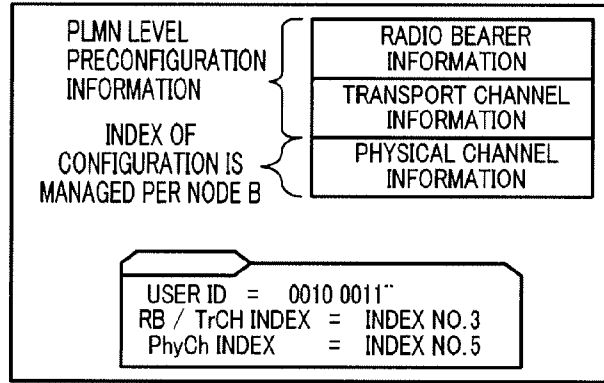 PLMN LEVEL
PRECONFIGURATION
INFORMATION
RADIO BEARER
INFORMATION
TRANSPORT CHANNEL
INFORMATION
INDEX OF
CONFIGURATION IS
MANAGED PER NODE B
PHYSICAL CHANNEL
INFORMATION
USER ID = 0010 0011¨
RB / TrCH INDEX = INDEX NO.3
PhyCh INDEX = INDEX NO.5